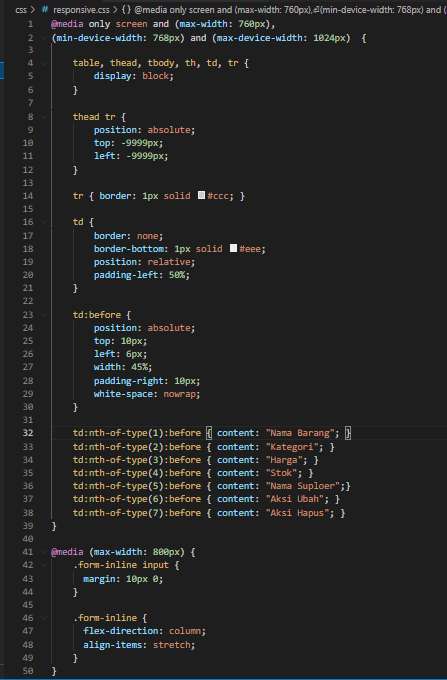 css > # responsive.css > {} @media only screen and (max-width: 760px),⏎(min-device-width: 768px) and (
1 @media only screen and (max-width: 760px),
2 (min-device-width: 768px) and (max-device-width: 1024px)  {
3
4     table, thead, tbody, th, td, tr {
5         display: block;
6     }
7
8     thead tr {
9         position: absolute;
10         top: -9999px;
11         left: -9999px;
12     }
13
14     tr { border: 1px solid #ccc; }
15
16     td {
17         border: none;
18         border-bottom: 1px solid #eee;
19         position: relative;
20         padding-left: 50%;
21     }
22
23     td:before {
24         position: absolute;
25         top: 10px;
26         left: 6px;
27         width: 45%;
28         padding-right: 10px;
29         white-space: nowrap;
30     }
31
32     td:nth-of-type(1):before { content: "Nama Barang"; }
33     td:nth-of-type(2):before { content: "Kategori"; }
34     td:nth-of-type(3):before { content: "Harga"; }
35     td:nth-of-type(4):before { content: "Stok"; }
36     td:nth-of-type(5):before { content: "Nama Suploer";}
37     td:nth-of-type(6):before { content: "Aksi Ubah"; }
38     td:nth-of-type(7):before { content: "Aksi Hapus"; }
39 }
40
41 @media (max-width: 800px) {
42     .form-inline input {
43       margin: 10px 0;
44     }
45
46     .form-inline {
47       flex-direction: column;
48       align-items: stretch;
49     }
50 }